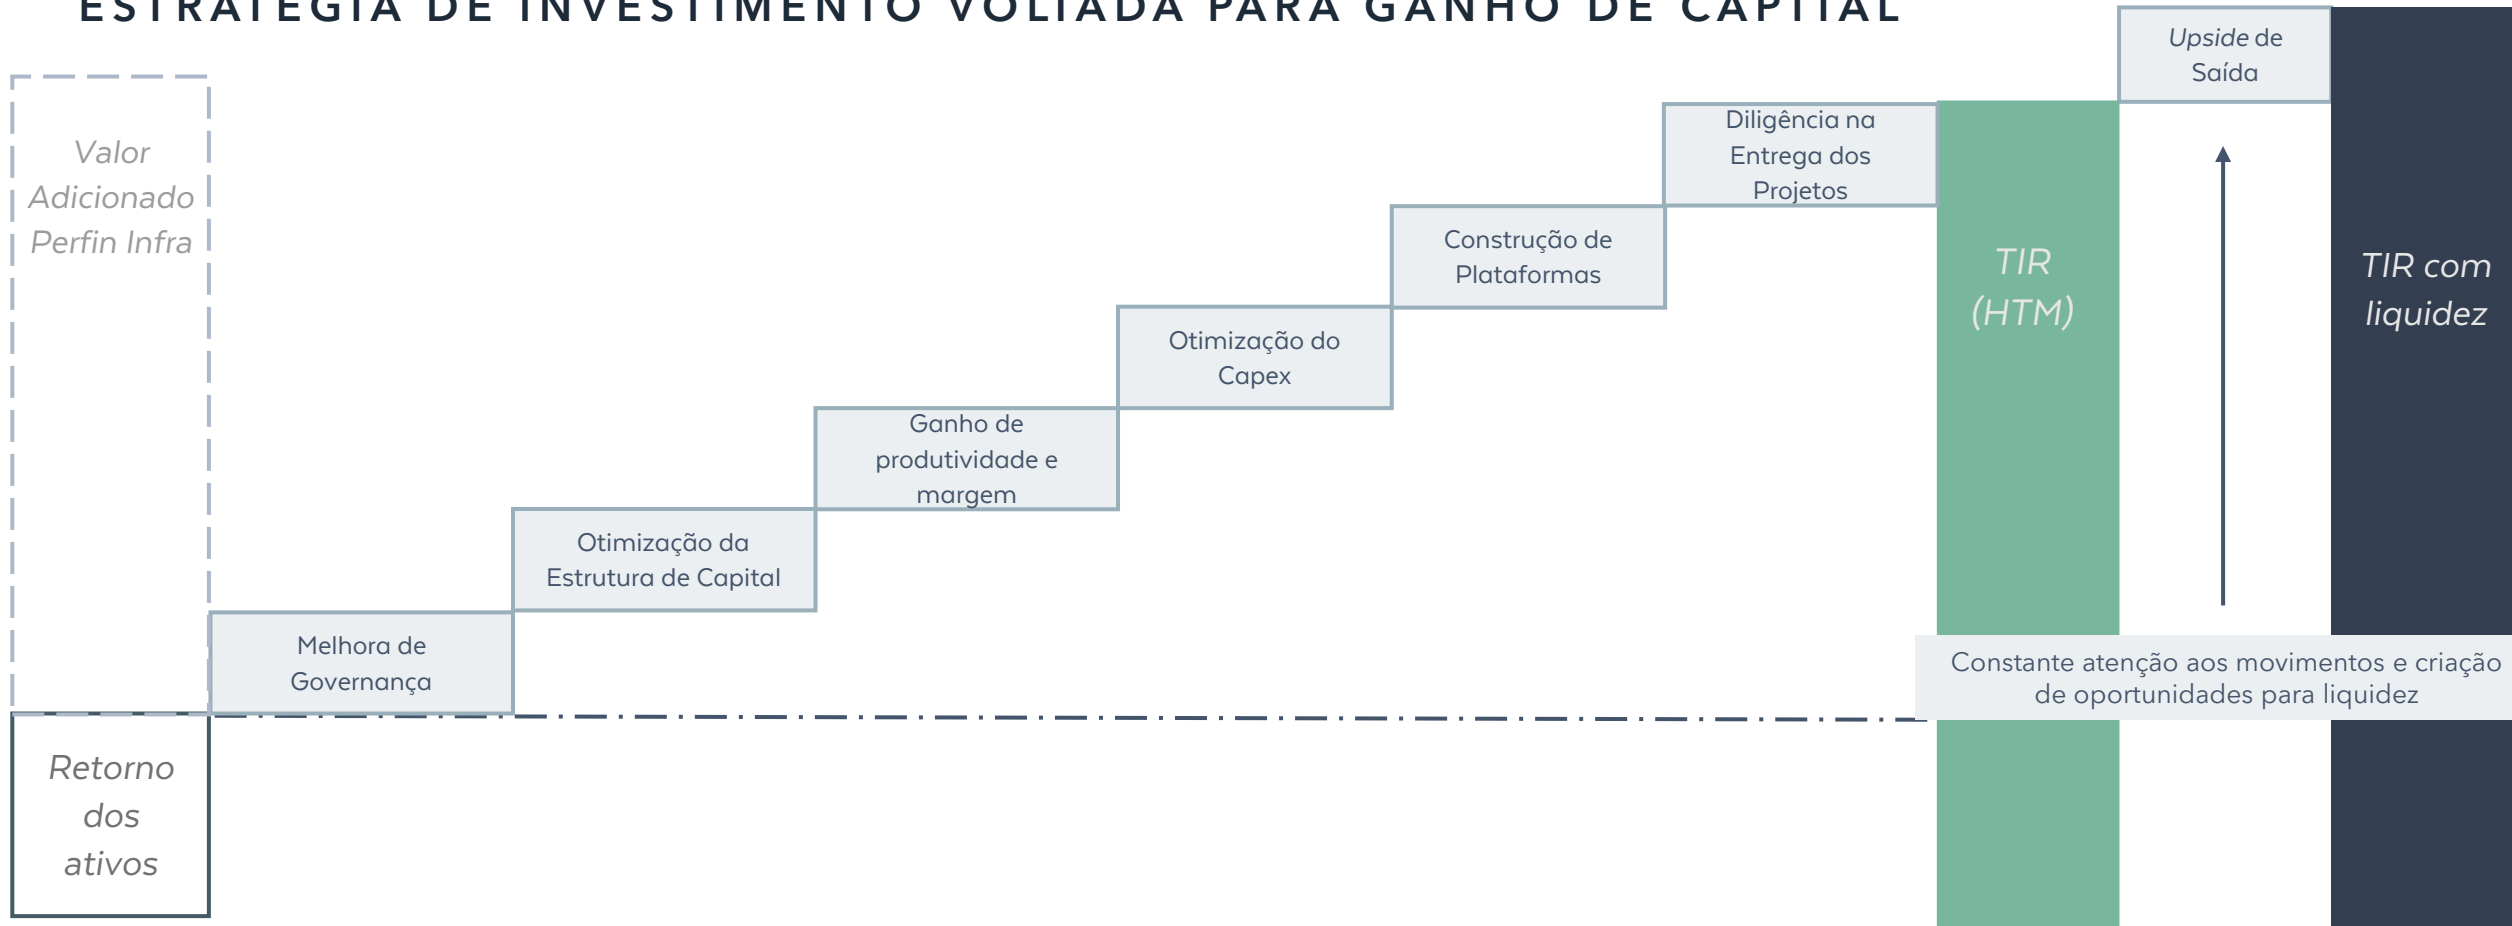 ESTRATÉGIA DE INVESTIMENTO VOLTADA PARA GANHO DE CAPITAL
Upside de
Saída
Diligência na
Entrega dos
Projetos
Valor
Adicionado
Perfin Infra
Construção de
Plataformas
TIR
(HTM)
TIR com
liquidez
Otimização do
Capex
Ganho de
produtividade e
margem
Otimização da
Estrutura de Capital
Melhora de
Governança
Constante atenção aos movimentos e criação
de oportunidades para liquidez
Retorno
dos
ativos